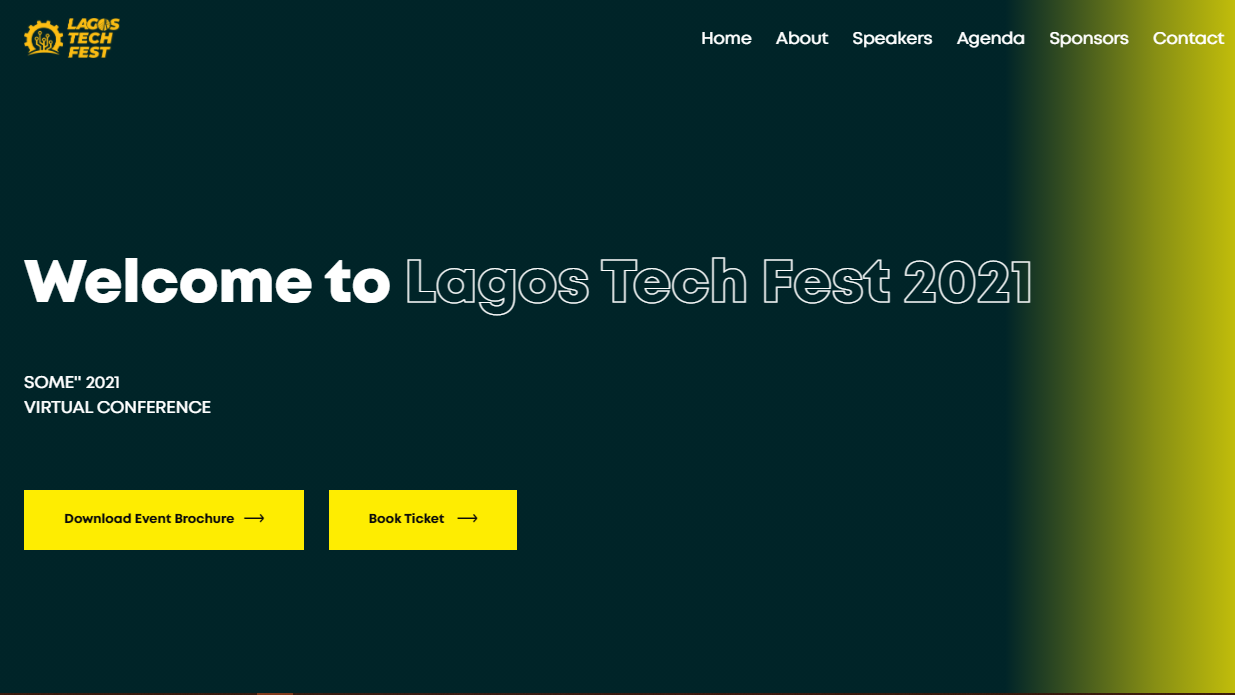 LAGOS
TECH
FEST
Home About Speakers Agenda Sponsors Contact
Welcome to Lagos Tech Fest 2021
SOME" 2021
VIRTUAL CONFERENCE
Download Event Brochure Book Ticket